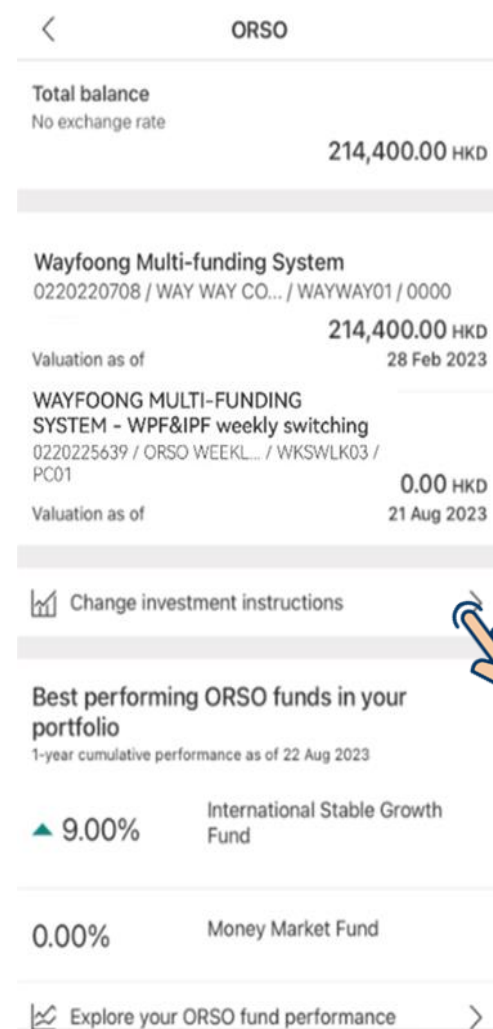 ORSO
Total balance
No exchange rate
214,400.00 HKD
Wayfoong Multi-funding System
0220220708 / WAY WAY CO... / WAYWAY01 / 0000
214,400.00 HKD
Valuation as of 28 Feb 2023
WAYFOONG MULTI-FUNDING
SYSTEM - WPF&IPF weekly switching
0220225639 / ORSO WEEKL... / WKSWLK03 /
PC01
0.00 HKD
Valuation as of 21 Aug 2023
Change investment instructions
Best performing ORSO funds in your
portfolio
1-year cumulative performance as of 22 Aug 2023
9.00% International Stable Growth
Fund
0.00% Money Market Fund
Explore your ORSO fund performance